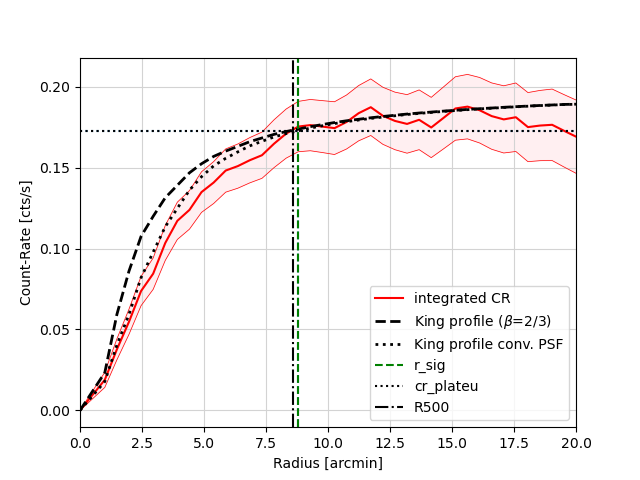 0.20
0.15
0.10
0.05
0.00
Count-Rate [cts/s]
integrated CR
King profile (β=2/3)
King profile conv. PSF
r_sig
cr_plateu
R500
0.0 2.5 5.0 7.5 10.0 12.5 15.0 17.5 20.0
Radius [arcmin]